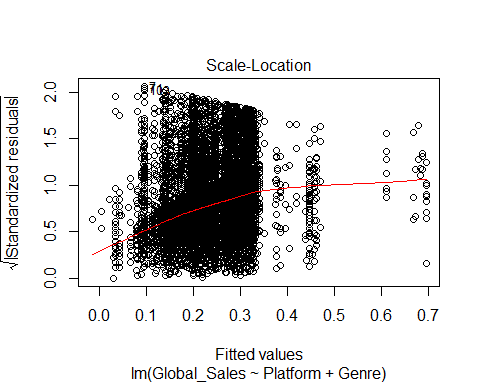 Scale-Location
√|Standardized residuals|
0.0 0.5 1.0 1.5 2.0
0.0 0.1 0.2 0.3 0.4 0.5 0.6 0.7
Fitted values
lm(Global_Sales ~ Platform + Genre)